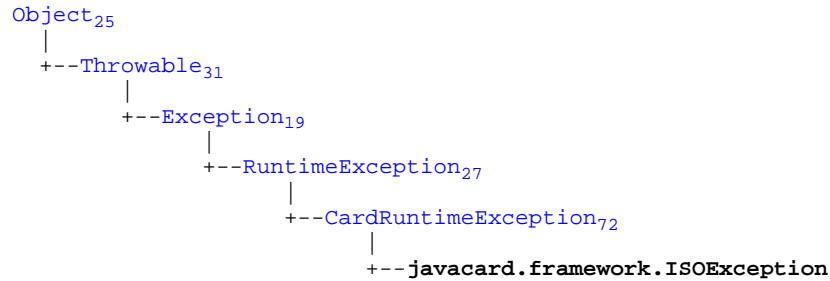 Object25
|
+--Throwable31
|
+--Exception19
|
+--RuntimeException27
|
+--CardRuntimeException72
|
+--javacard.framework.ISOException